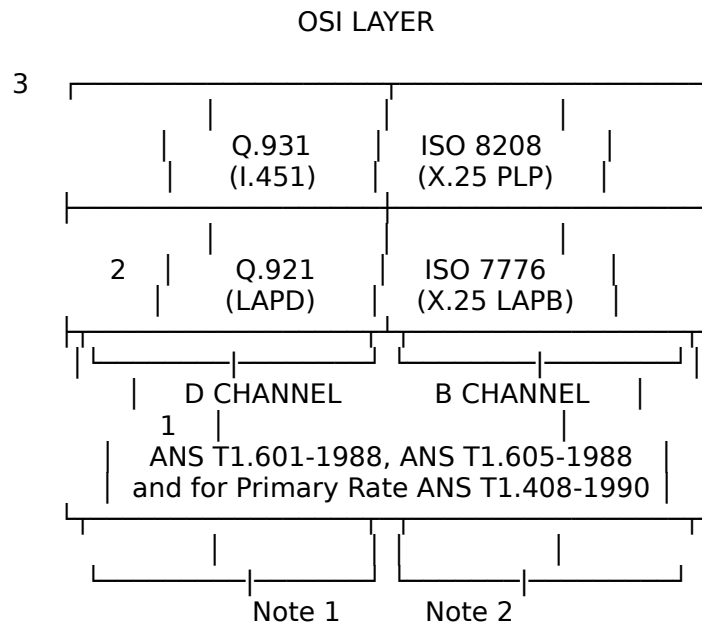 OSI LAYER
3
Q.931 ISO 8208
(I.451) (X.25 PLP)
2 Q.921 ISO 7776
(LAPD) (X.25 LAPB)
D CHANNEL B CHANNEL
1
ANS T1.601-1988, ANS T1.605-1988
and for Primary Rate ANS T1.408-1990
Note 1 Note 2